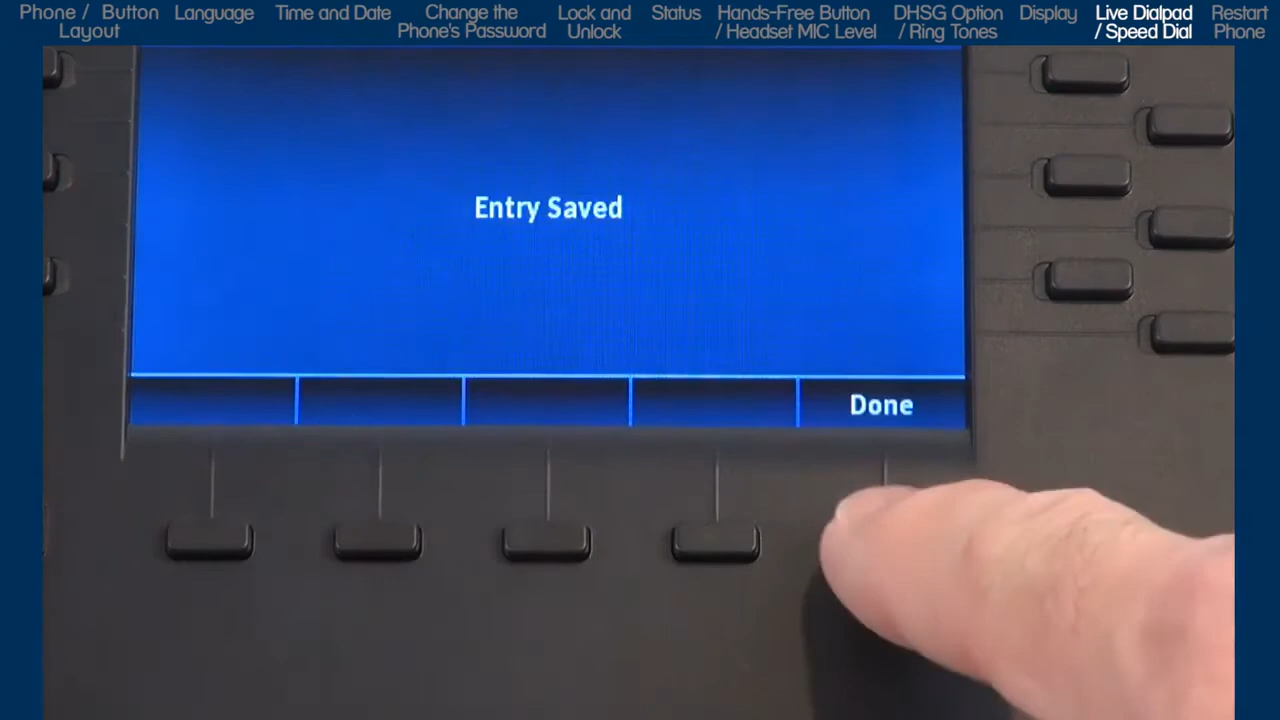 Phone / Button
Layout
Language
Time and Date
Change the
Phone's Password
Lock and
Unlock
Status
Hands-Free Button
/ Headset MIC Level
DHSG Option
/ Ring Tones
Display
Live Dialpad
/ Speed Dial
Restart
Phone
Entry Saved
Done